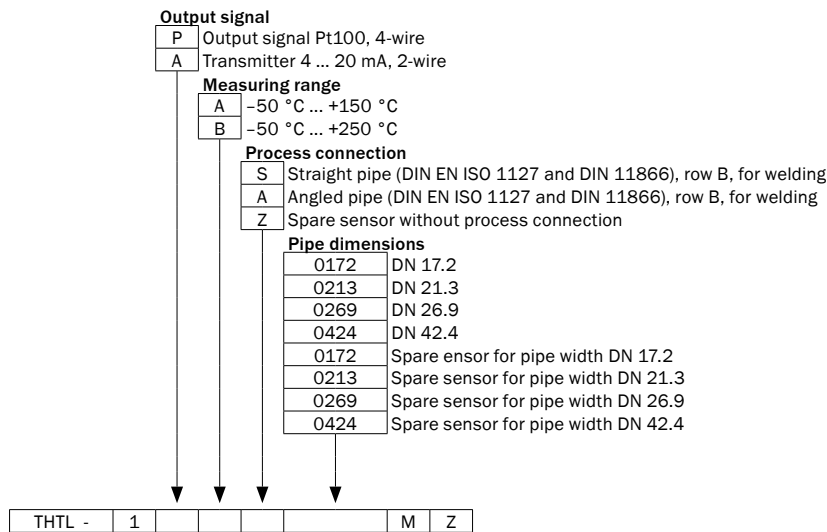 Output signal
P Output signal Pt100, 4-wire
A Transmitter 4 ... 20 mA, 2-wire
Measuring range
A –50 °C ... +150 °C
B –50 °C ... +250 °C
Process connection
S Straight pipe (DIN EN ISO 1127 and DIN 11866), row B, for welding
A Angled pipe (DIN EN ISO 1127 and DIN 11866), row B, for welding
Z Spare sensor without process connection
Pipe dimensions
0172 DN 17.2
0213 DN 21.3
0269 DN 26.9
0424 DN 42.4
0172 Spare ensor for pipe width DN 17.2
0213 Spare sensor for pipe width DN 21.3
0269 Spare sensor for pipe width DN 26.9
0424 Spare sensor for pipe width DN 42.4
THTL - 1 M Z